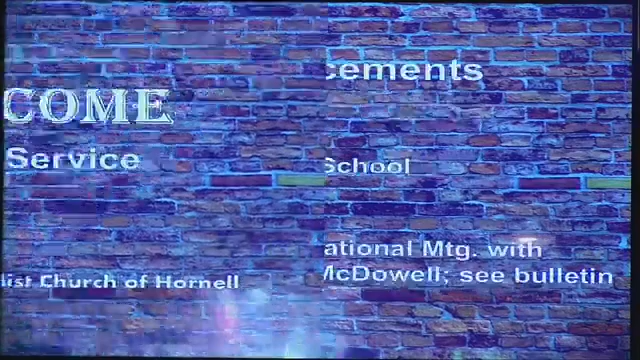 COME
Service
ist Church of Hornell
cements
School
ational Mtg. with
McDowell; see bulletin